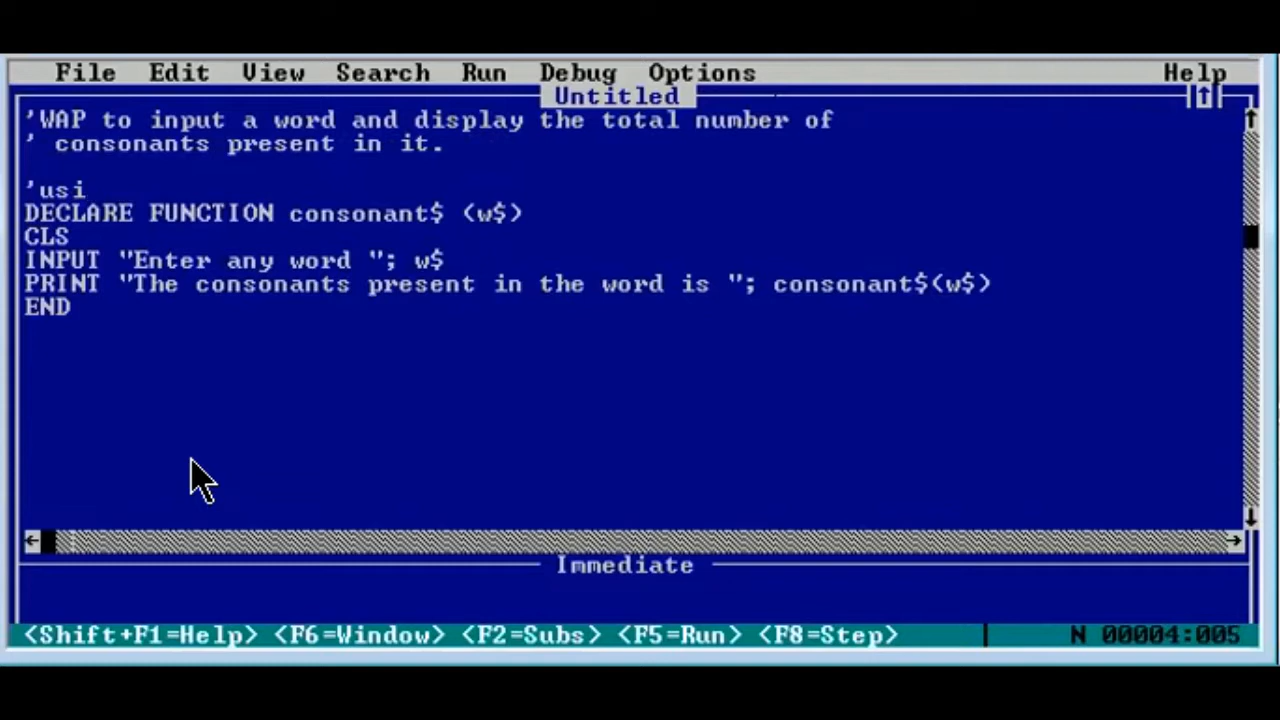 File Edit View Search Run Debug Options Help
Untitled
'WAP to input a word and display the total number of
' consonants present in it.
'usi
DECLARE FUNCTION consonant$ (w$)
CLS
INPUT "Enter any word "; w$
PRINT "The consonants present in the word is "; consonant$(w$)
END
Immediate
<Shift+F1=Help> <F6=Window> <F2=Subs> <F5=Run> <F8=Step> N 00004:005